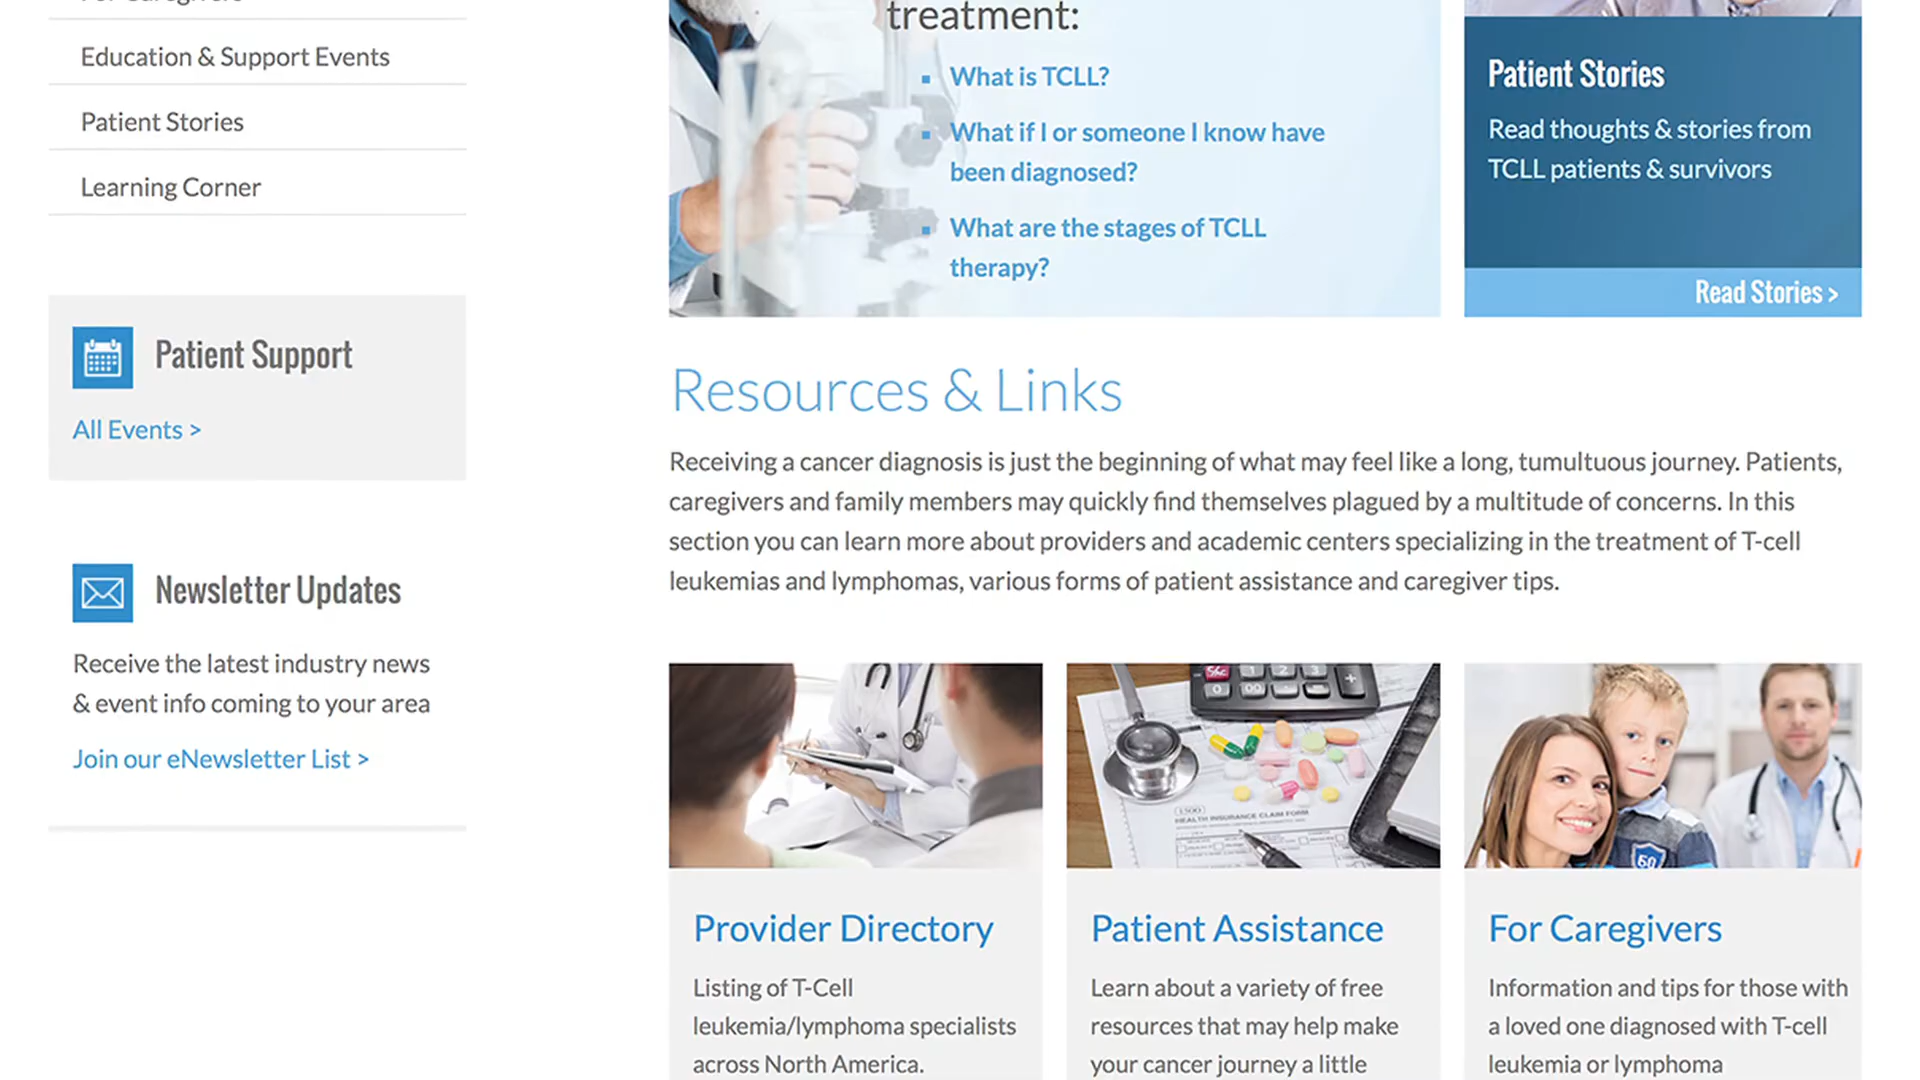 Education & Support Events
Patient Stories
Learning Corner
Patient Support
All Events >
Newsletter Updates
Receive the latest industry news
& event info coming to your area
Join our eNewsletter List >
treatment:
What is TCLL?
What if I or someone I know have
been diagnosed?
What are the stages of TCLL
therapy?
Patient Stories
Read thoughts & stories from
TCLL patients & survivors
Read Stories >
Resources & Links
Receiving a cancer diagnosis is just the beginning of what may feel like a long, tumultuous journey. Patients,
caregivers and family members may quickly find themselves plagued by a multitude of concerns. In this
section you can learn more about providers and academic centers specializing in the treatment of T-cell
leukemias and lymphomas, various forms of patient assistance and caregiver tips.
1500
HEALTH INSURANCE CLAIM FORM
Provider Directory
Listing of T-Cell
leukemia/lymphoma specialists
across North America.
Patient Assistance
Learn about a variety of free
resources that may help make
your cancer journey a little
For Caregivers
Information and tips for those with
a loved one diagnosed with T-cell
leukemia or lymphoma